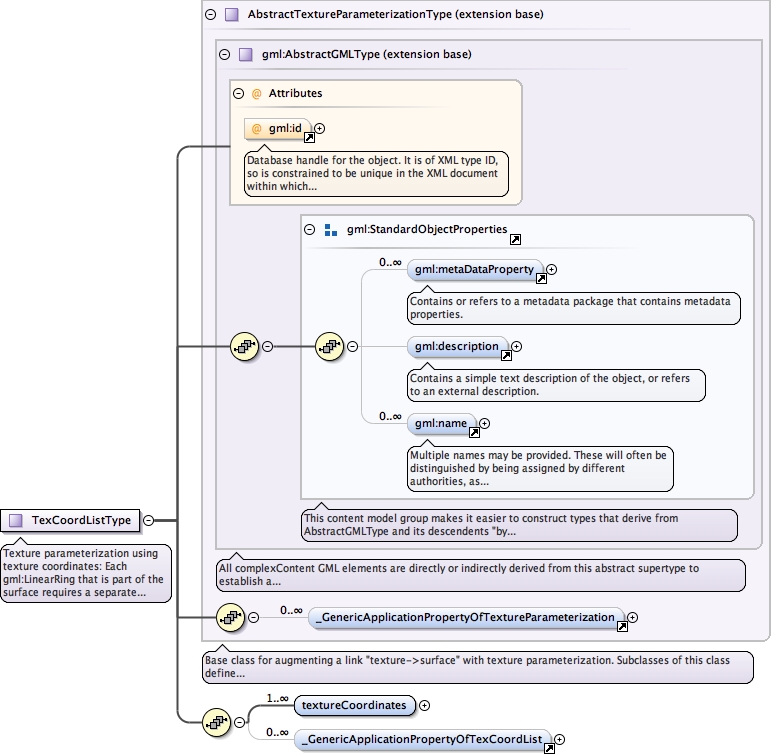 AbstractTextureParameterizationType (extension base)
gml:AbstractGMLType (extension base)
@ Attributes
@ gml:id
Database handle for the object. It is of XML type ID,
so is constrained to be unique in the XML document
within which...
gml:StandardObjectProperties
0..∞
gml:metaDataProperty
Contains or refers to a metadata package that contains metadata
properties.
gml:description
Contains a simple text description of the object, or refers
to an external description.
0..∞
gml:name
Multiple names may be provided. These will often be
distinguished by being assigned by different
authorities, as...
This content model group makes it easier to construct types that derive from
AbstractGMLType and its descendents "by...
TexCoordListType
Texture parameterization using
texture coordinates: Each
gml:LinearRing that is part of the
surface requires a separate...
All complexContent GML elements are directly or indirectly derived from this abstract supertype to
establish a...
0..∞
_GenericApplicationPropertyOfTextureParameterization
Base class for augmenting a link "texture->surface" with texture parameterization. Subclasses of this class
define...
1..∞
textureCoordinates
0..∞
_GenericApplicationPropertyOfTexCoordList